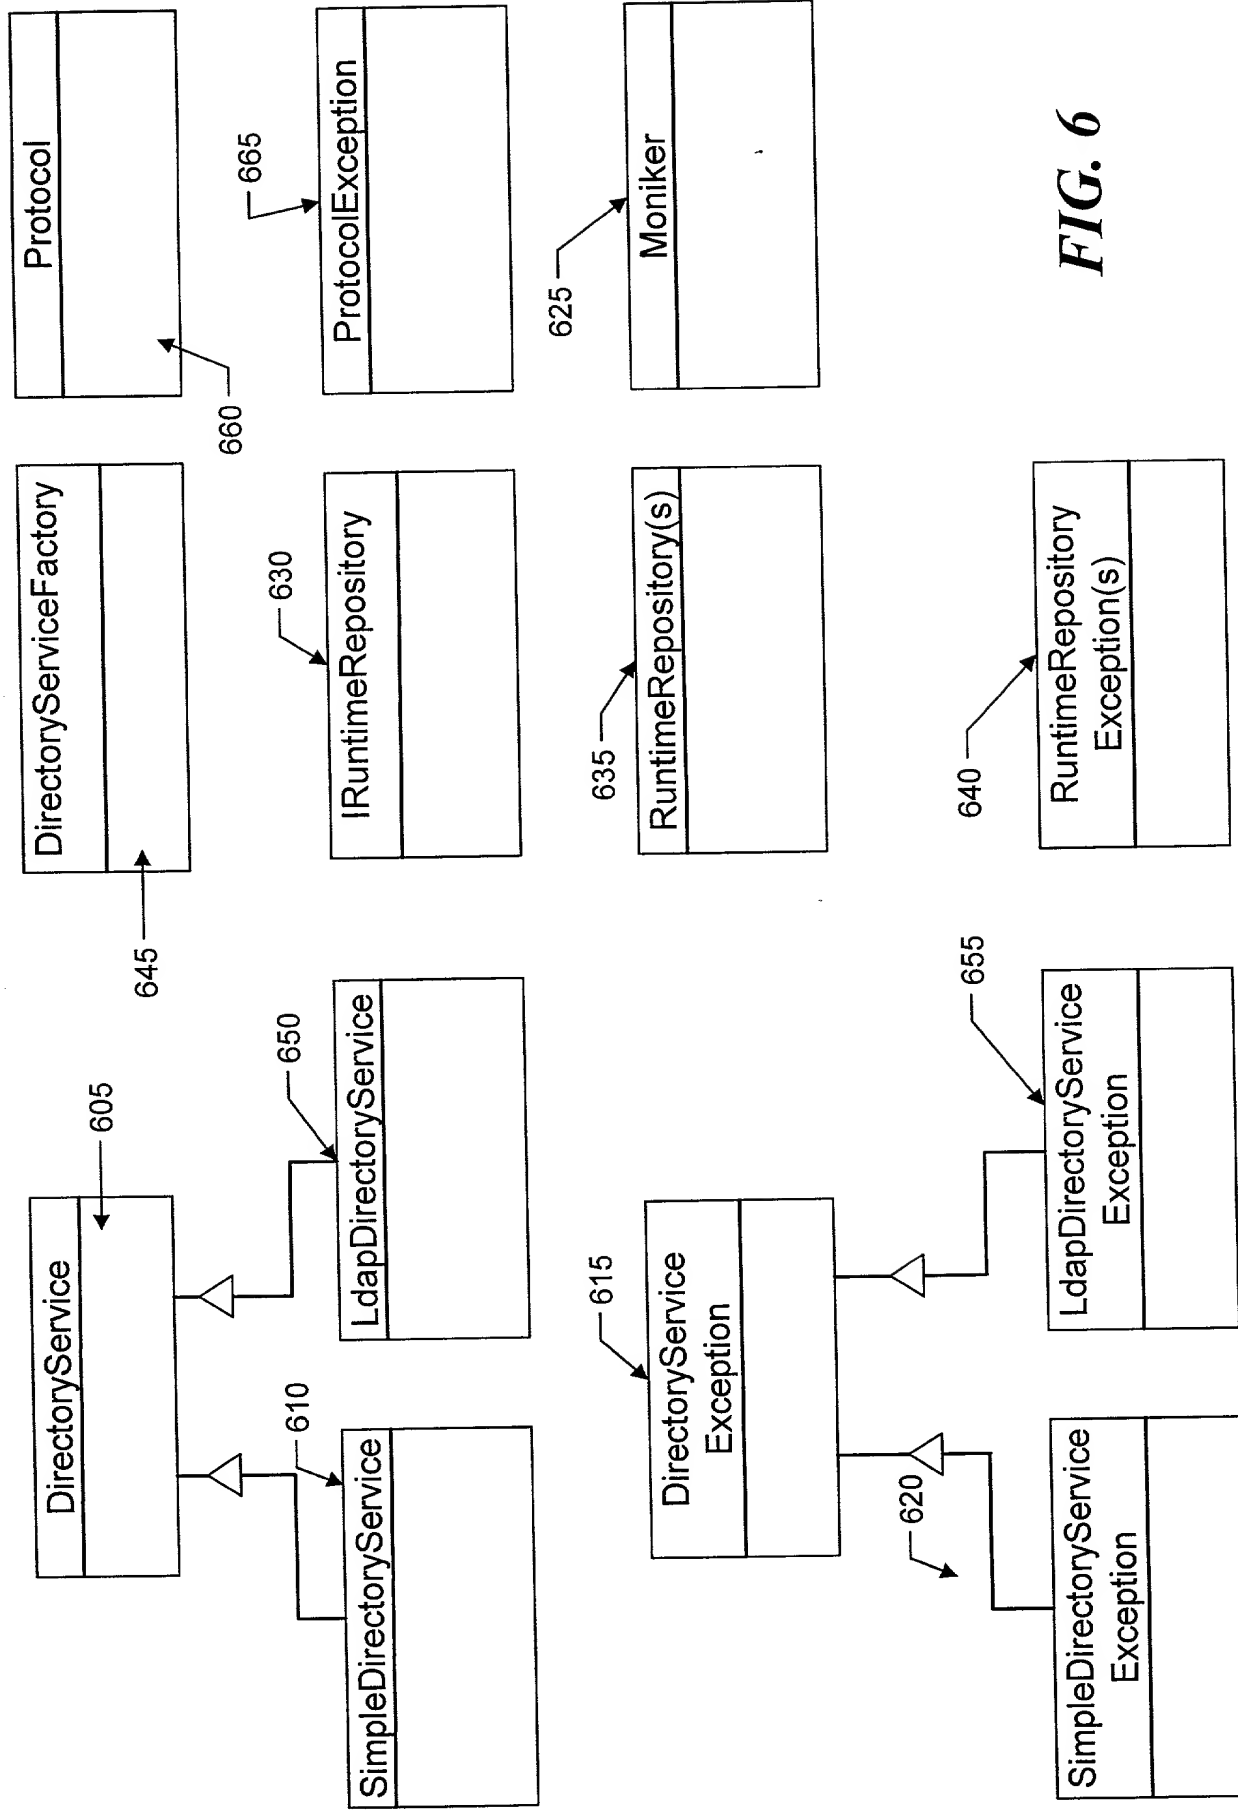 DirectoryService
605
SimpleDirectoryService
610
LdapDirectoryService
650
DirectoryService
Exception
615
620
SimpleDirectoryService
Exception
LdapDirectoryService
Exception
655
DirectoryServiceFactory
645
IRuntimeRepository
630
RuntimeRepository(s)
635
RuntimeRepository
Exception(s)
640
Protocol
660
ProtocolException
665
Moniker
625
FIG. 6